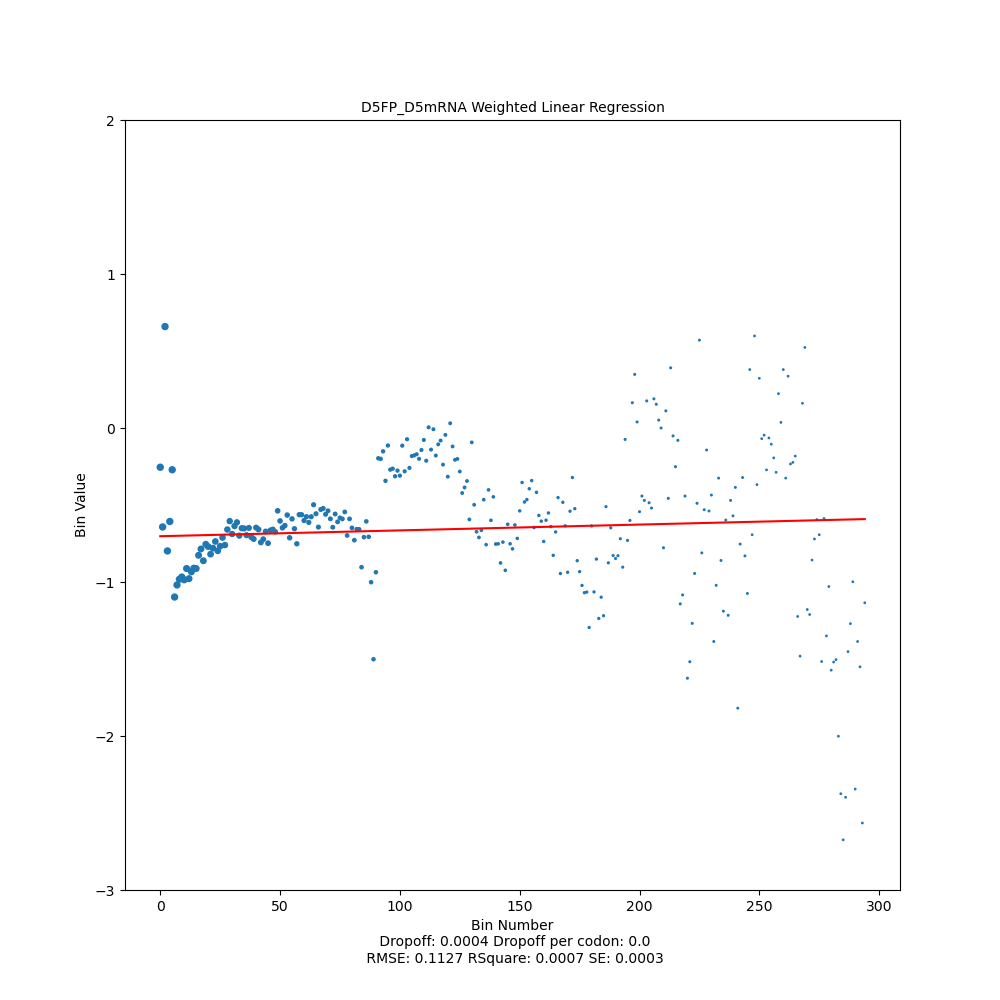 D5FP_D5mRNA Weighted Linear Regression
2
1
0
−1
−2
−3
Bin Value
0 50 100 150 200 250 300
Bin Number
Dropoff: 0.0004 Dropoff per codon: 0.0
RMSE: 0.1127 RSquare: 0.0007 SE: 0.0003